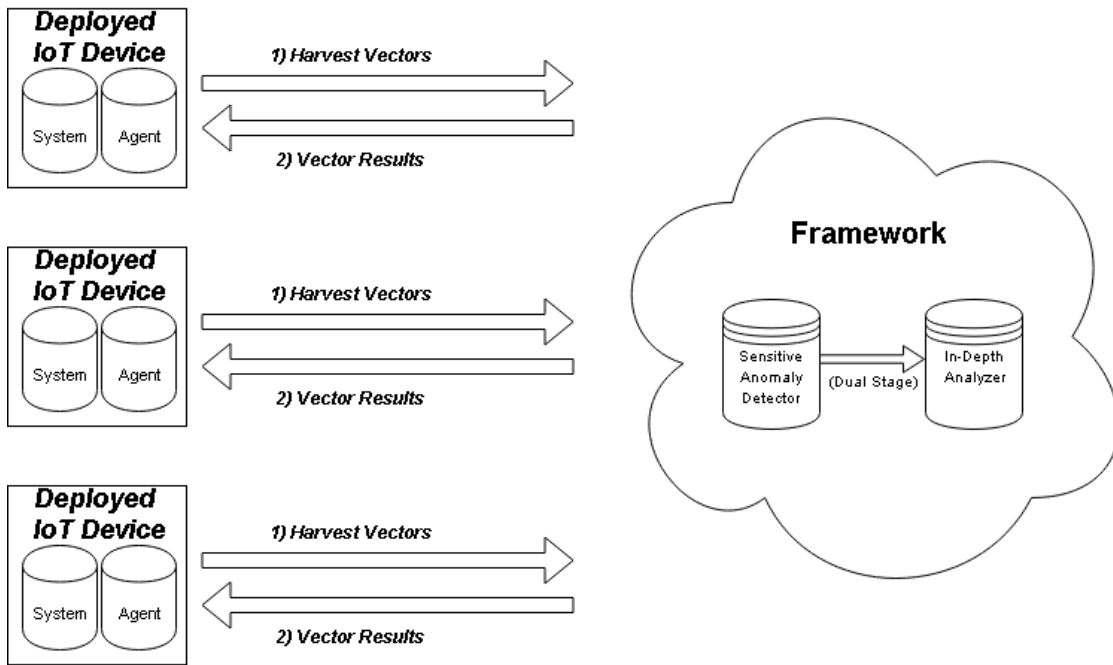 Deployed
IoT Device
System
Agent
1) Harvest Vectors
2) Vector Results
Deployed
IoT Device
System
Agent
1) Harvest Vectors
2) Vector Results
Deployed
IoT Device
System
Agent
1) Harvest Vectors
2) Vector Results
Framework
Sensitive
Anomaly
Detector
(Dual Stage)
In-Depth
Analyzer